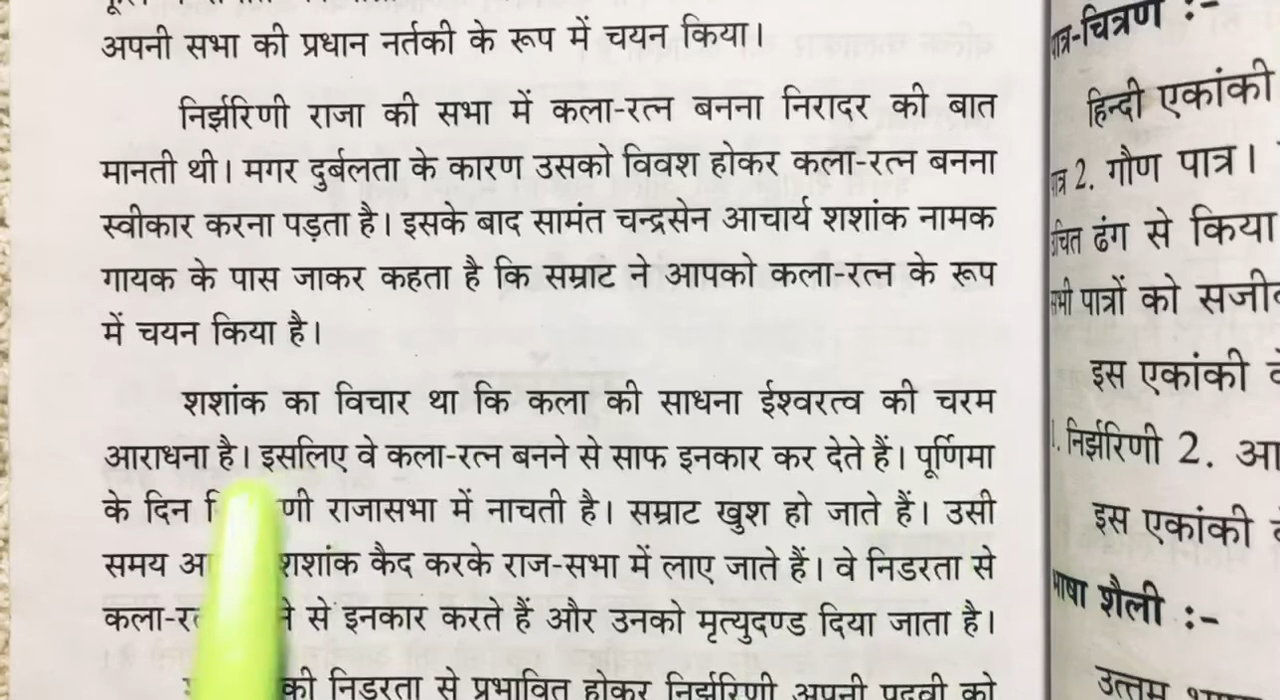 अपनी सभा की प्रधान नर्तकी के रूप में चयन किया।
निर्झरिणी राजा की सभा में कला-रत्न बनना निरादर की बात
मानती थी। मगर दुर्बलता के कारण उसको विवश होकर कला-रत्न बनना
स्वीकार करना पड़ता है। इसके बाद सामंत चन्द्रसेन आचार्य शशांक नामक
गायक के पास जाकर कहता है कि सम्राट ने आपको कला-रत्न के रूप
में चयन किया है।
शशांक का विचार था कि कला की साधना ईश्वरत्व की चरम
आराधना है। इसलिए वे कला-रत्न बनने से साफ इनकार कर देते हैं। पूर्णिमा
के दिन णी राजासभा में नाचती है। सम्राट खुश हो जाते हैं। उसी
समय शशांक कैद करके राज-सभा में लाए जाते हैं। वे निडरता से
से इनकार करते हैं और उनको मृत्युदण्ड दिया जाता है।
की निडरता से प्रभावित होकर निर्झरिणी अपनी पदवी को
पात्र-चित्रण :-
हिन्दी एकांकी
2. गौण पात्र।
ढंग से किया
पात्रों को
इस एकांकी
1. निर्झरिणी 2.
इस एकांकी
भाषा शैली :-
उत्तम